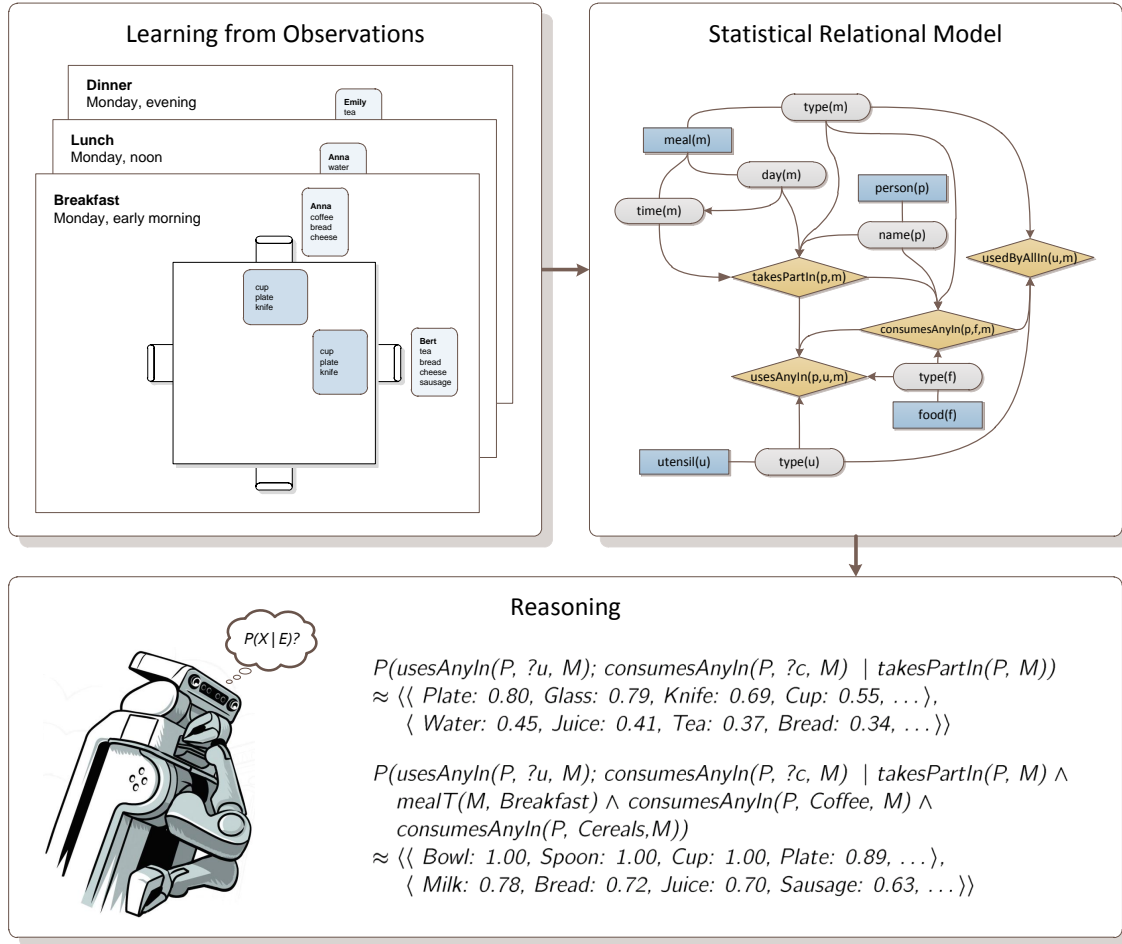 Learning from Observations
Dinner
Monday, evening
Emily
tea
Lunch
Monday, noon
Anna
water
Breakfast
Monday, early morning
Anna
coffee
bread
cheese
cup
plate
knife
cup
plate
knife
Bert
tea
bread
cheese
sausage
Statistical Relational Model
type(m)
meal(m)
day(m)
person(p)
time(m)
name(p)
usedByAllIn(u,m)
takesPartIn(p,m)
consumesAnyIn(p,f,m)
usesAnyIn(p,u,m)
type(f)
food(f)
utensil(u)
type(u)
Reasoning
P(X | E)?
P(usesAnyIn(P, ?u, M); consumesAnyIn(P, ?c, M) | takesPartIn(P, M))
≈ ⟨⟨ Plate: 0.80, Glass: 0.79, Knife: 0.69, Cup: 0.55, ... ⟩,
⟨ Water: 0.45, Juice: 0.41, Tea: 0.37, Bread: 0.34, ... ⟩⟩
P(usesAnyIn(P, ?u, M); consumesAnyIn(P, ?c, M) | takesPartIn(P, M) ∧
mealT(M, Breakfast) ∧ consumesAnyIn(P, Coffee, M) ∧
consumesAnyIn(P, Cereals,M))
≈ ⟨⟨ Bowl: 1.00, Spoon: 1.00, Cup: 1.00, Plate: 0.89, ... ⟩,
⟨ Milk: 0.78, Bread: 0.72, Juice: 0.70, Sausage: 0.63, ... ⟩⟩